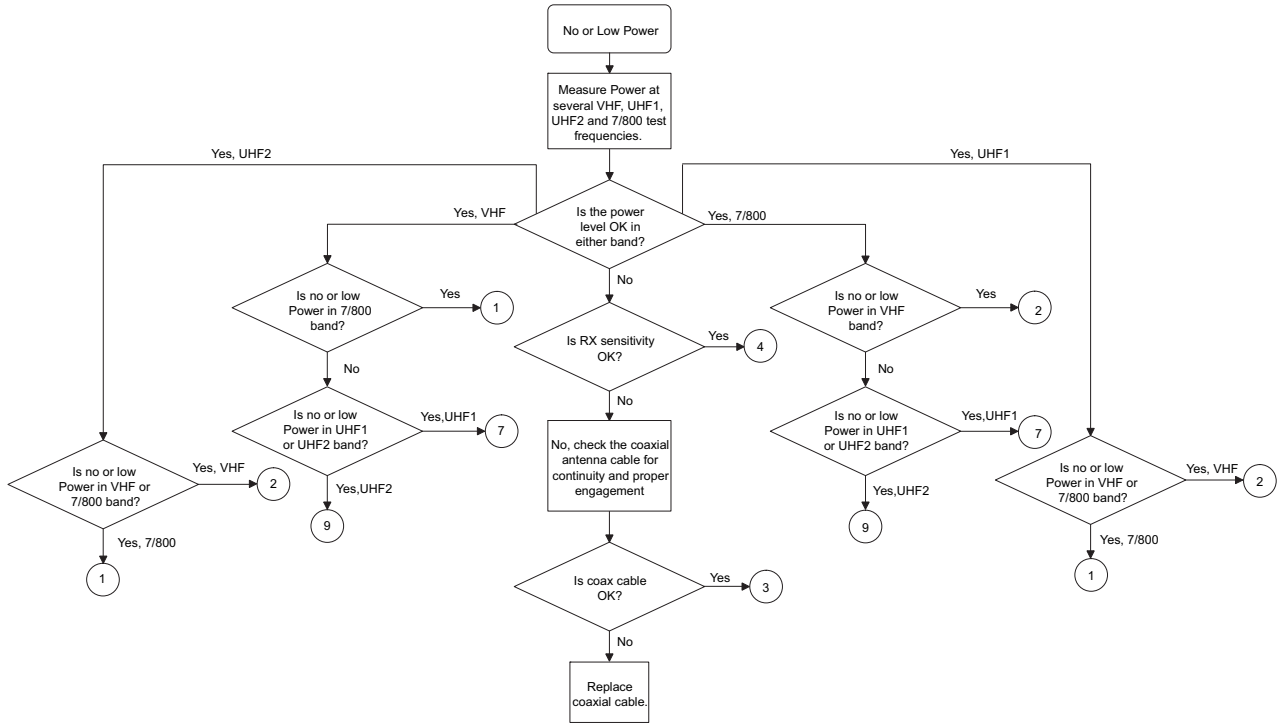 No or Low Power
Measure Power at
several VHF, UHF1,
UHF2 and 7/800 test
frequencies.
Yes, UHF2
Yes, UHF1
Is the power
level OK in
either band?
Yes, VHF
Yes, 7/800
No
Is no or low
Power in 7/800
band?
Yes
1
No
Is RX sensitivity
OK?
Yes
4
No
Is no or low
Power in VHF
band?
Yes
2
No
Is no or low
Power in UHF1
or UHF2 band?
Yes,UHF1
7
Yes,UHF2
9
No, check the coaxial
antenna cable for
continuity and proper
engagement
Is no or low
Power in UHF1
or UHF2 band?
Yes,UHF1
7
Yes,UHF2
9
Is no or low
Power in VHF or
7/800 band?
Yes, VHF
2
Yes, 7/800
1
Is no or low
Power in VHF or
7/800 band?
Yes, VHF
2
Yes, 7/800
1
Is coax cable
OK?
Yes
3
No
Replace
coaxial cable.